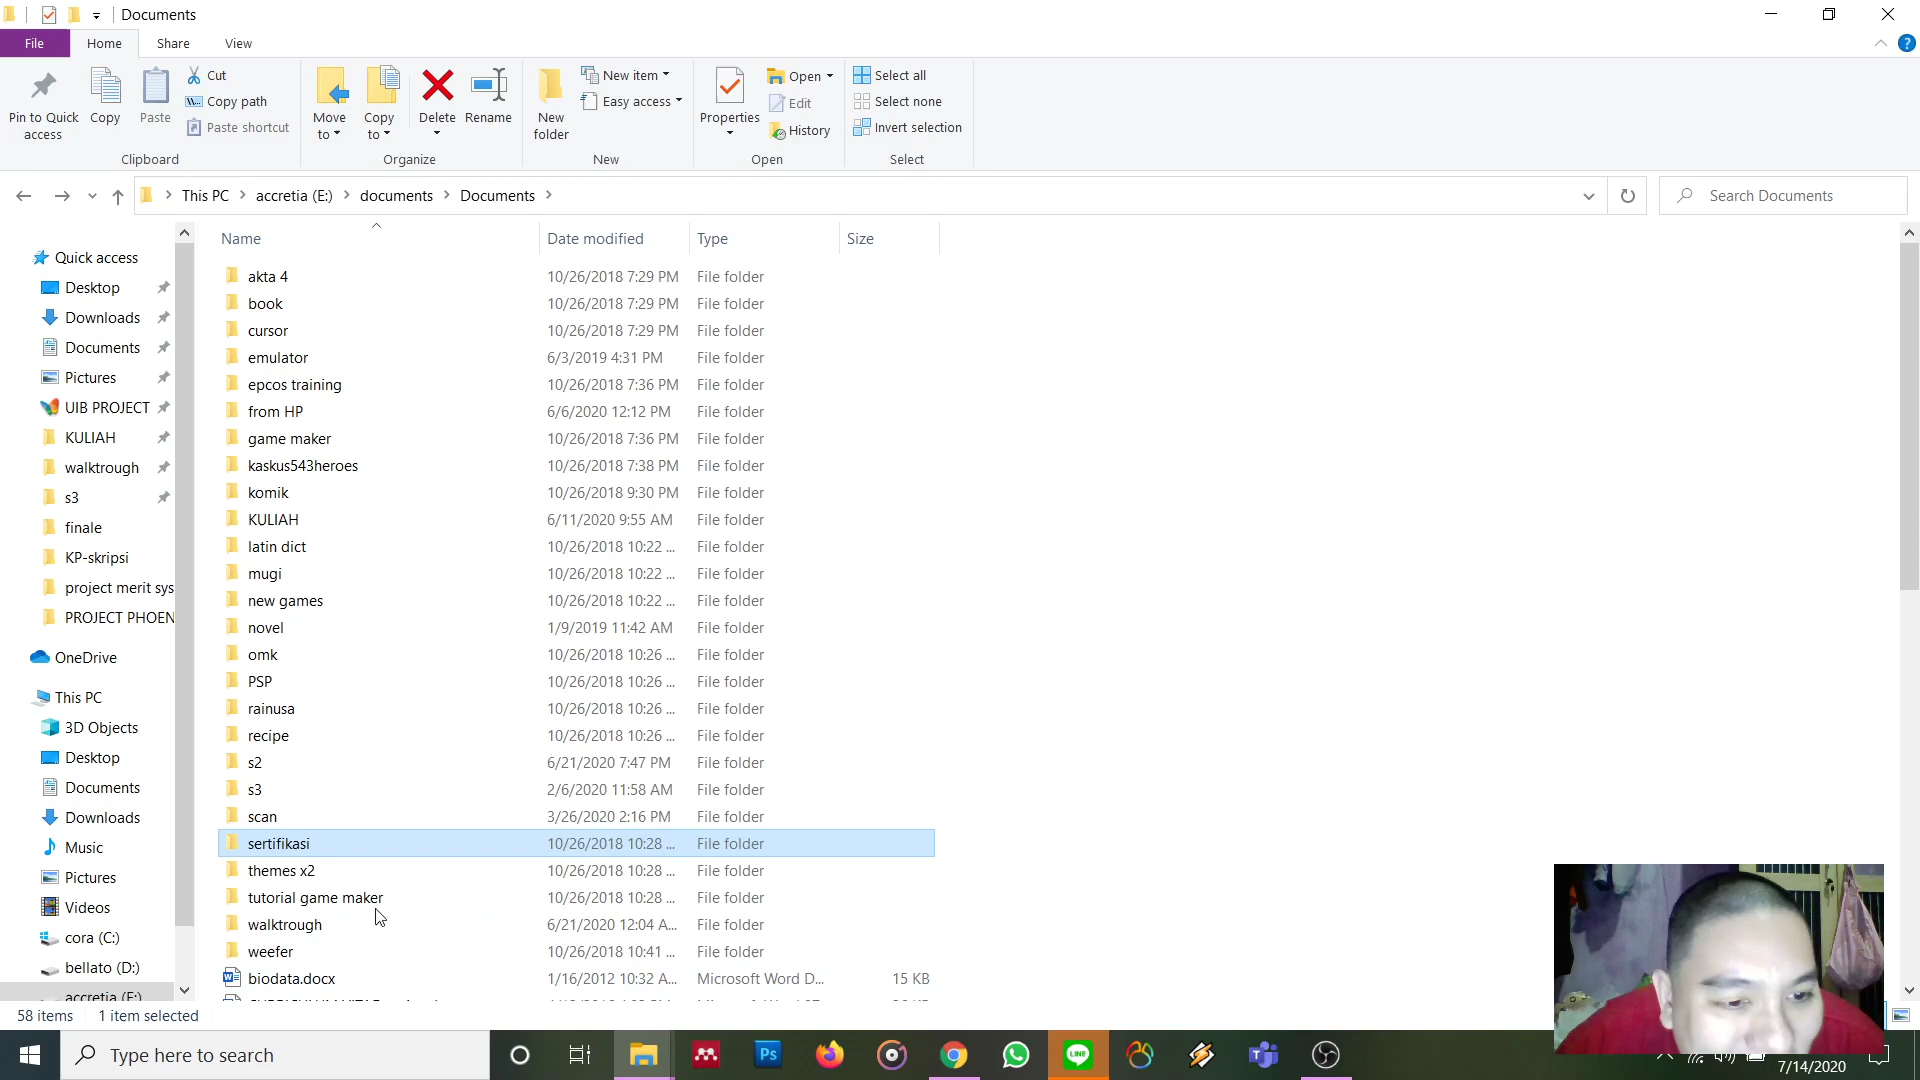 Documents
File Home Share View
Pin to Quick access
Copy
Paste
Cut
Copy path
Paste shortcut
Clipboard
Move to
Copy to
Delete
Rename
Organize
New folder
New item
Easy access
New
Properties
Open
Edit
History
Open
Select all
Select none
Invert selection
Select
This PC > accretia (E:) > documents > Documents >
Search Documents
Quick access
Desktop
Downloads
Documents
Pictures
UIB PROJECT
KULIAH
walktrough
s3
finale
KP-skripsi
project merit sys
PROJECT PHOEN
OneDrive
This PC
3D Objects
Desktop
Documents
Downloads
Music
Pictures
Videos
cora (C:)
bellato (D:)
accretia (E:)
Name Date modified Type Size
akta 4 10/26/2018 7:29 PM File folder
book 10/26/2018 7:29 PM File folder
cursor 10/26/2018 7:29 PM File folder
emulator 6/3/2019 4:31 PM File folder
epcos training 10/26/2018 7:36 PM File folder
from HP 6/6/2020 12:12 PM File folder
game maker 10/26/2018 7:36 PM File folder
kaskus543heroes 10/26/2018 7:38 PM File folder
komik 10/26/2018 9:30 PM File folder
KULIAH 6/11/2020 9:55 AM File folder
latin dict 10/26/2018 10:22 ... File folder
mugi 10/26/2018 10:22 ... File folder
new games 10/26/2018 10:22 ... File folder
novel 1/9/2019 11:42 AM File folder
omk 10/26/2018 10:26 ... File folder
PSP 10/26/2018 10:26 ... File folder
rainusa 10/26/2018 10:26 ... File folder
recipe 10/26/2018 10:26 ... File folder
s2 6/21/2020 7:47 PM File folder
s3 2/6/2020 11:58 AM File folder
scan 3/26/2020 2:16 PM File folder
sertifikasi 10/26/2018 10:28 ... File folder
themes x2 10/26/2018 10:28 ... File folder
tutorial game maker 10/26/2018 10:28 ... File folder
walktrough 6/21/2020 12:04 A... File folder
weefer 10/26/2018 10:41 ... File folder
biodata.docx 1/16/2012 10:32 A... Microsoft Word D... 15 KB
58 items 1 item selected
Type here to search
Ps
LINE
7/14/2020